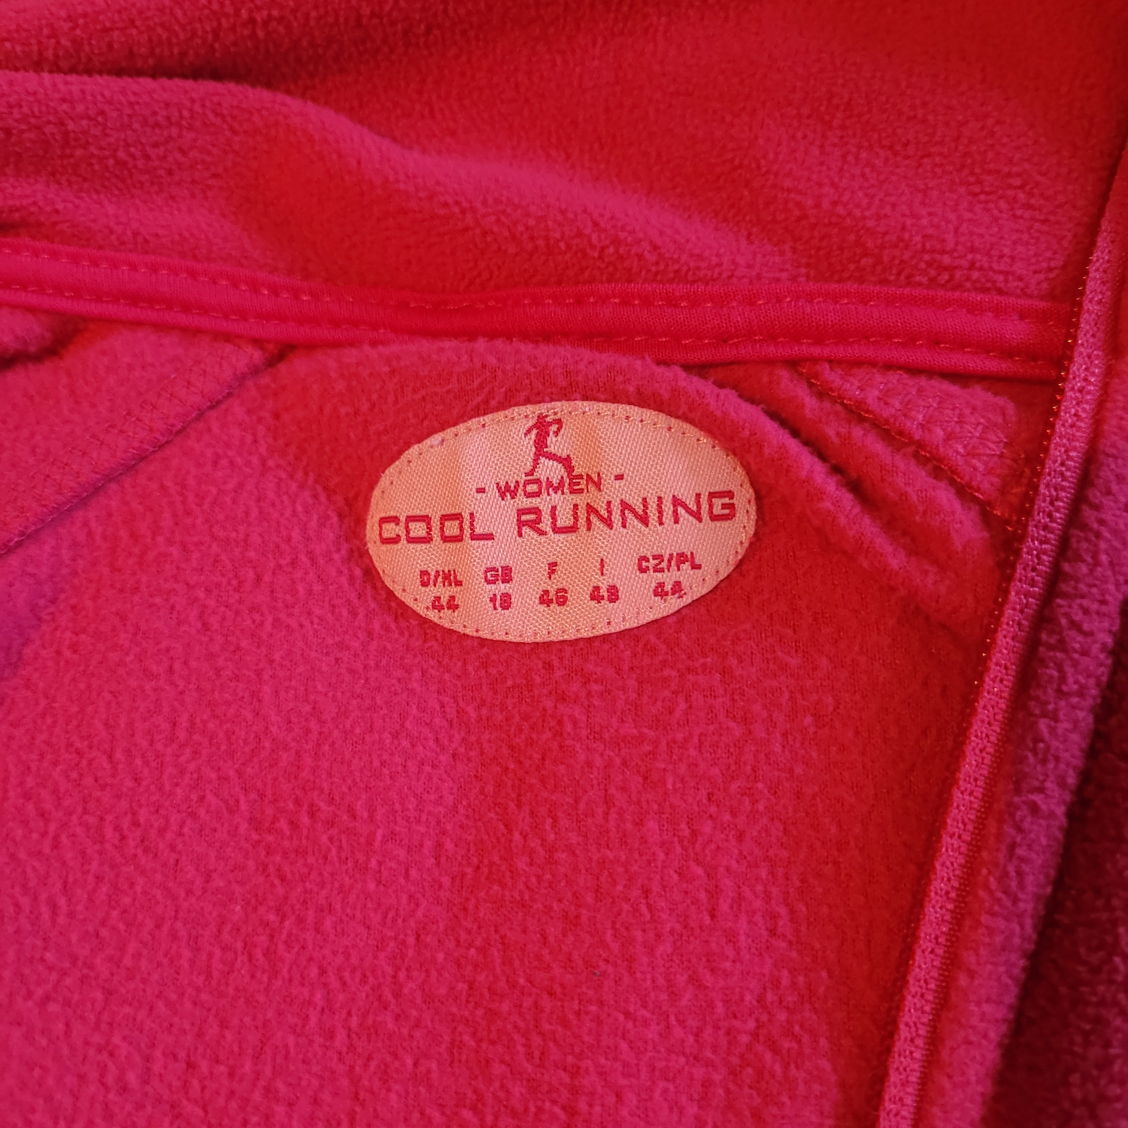 - WOMEN -
COOL RUNNING
D/NL GB F I CZ/PL
44 18 46 48 44